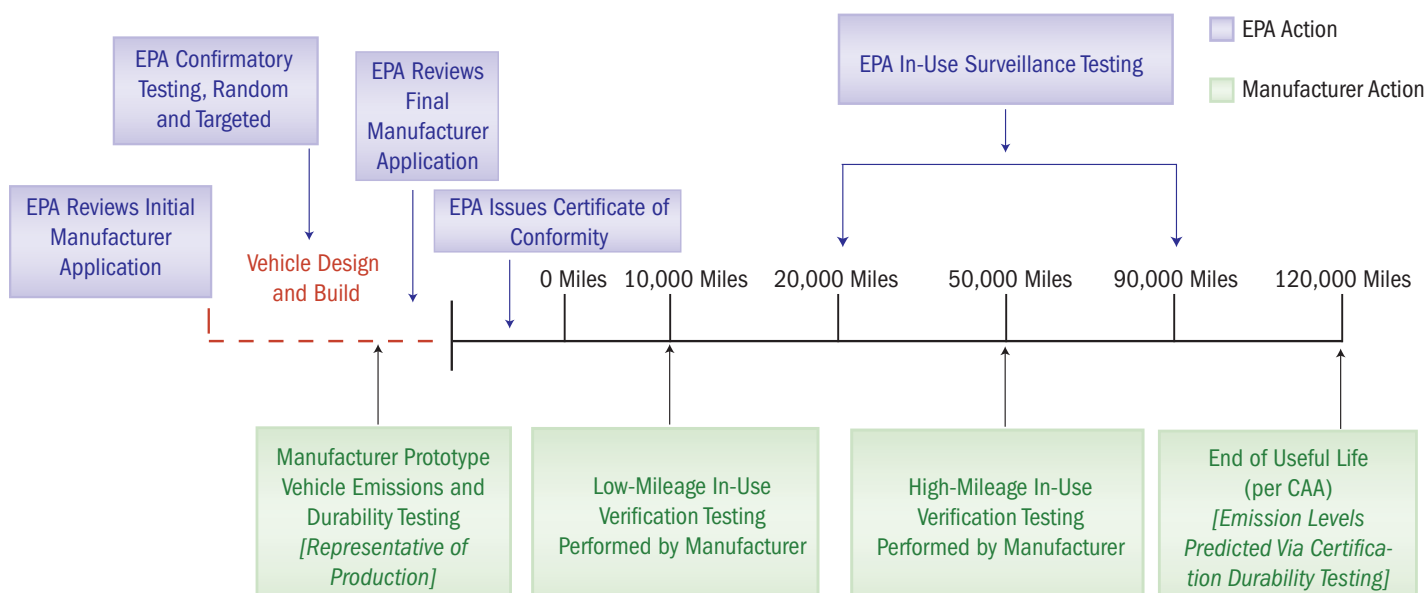 EPA Confirmatory
Testing, Random
and Targeted
EPA Reviews
Final
Manufacturer
Application
EPA In-Use Surveillance Testing
EPA Action
Manufacturer Action
EPA Reviews Initial
Manufacturer
Application
EPA Issues Certificate of
Conformity
Vehicle Design
and Build
0 Miles
10,000 Miles
20,000 Miles
50,000 Miles
90,000 Miles
120,000 Miles
Manufacturer Prototype
Vehicle Emissions and
Durability Testing
[Representative of
Production]
Low-Mileage In-Use
Verification Testing
Performed by Manufacturer
High-Mileage In-Use
Verification Testing
Performed by Manufacturer
End of Useful Life
(per CAA)
[Emission Levels
Predicted Via Certifica-
tion Durability Testing]